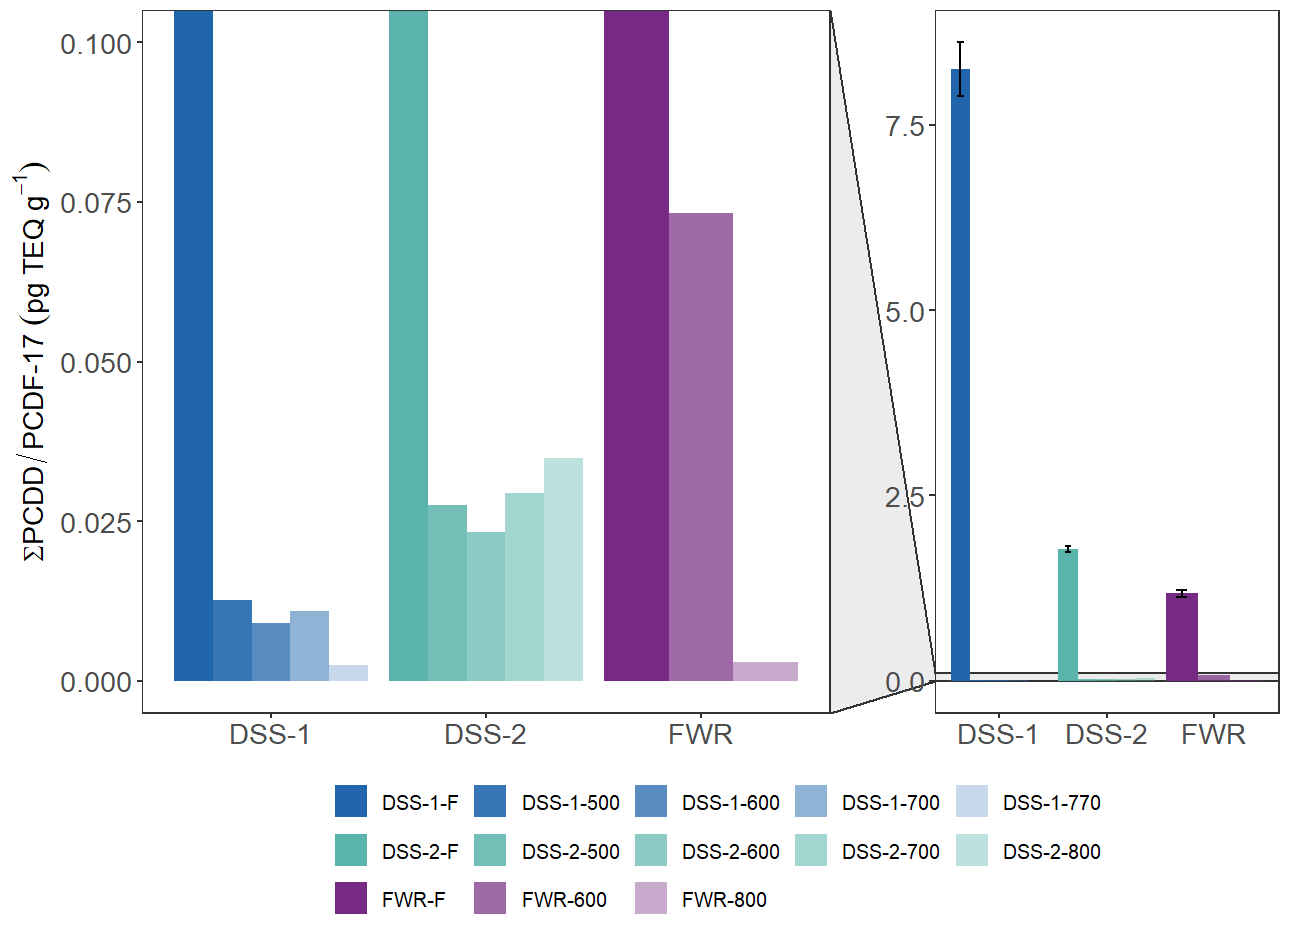 ΣPCDD/PCDF-17 (pg TEQ g⁻¹)
0.100
0.075
0.050
0.025
0.000
DSS-1 DSS-2 FWR
7.5
5.0
2.5
0.0
DSS-1 DSS-2 FWR
DSS-1-F DSS-1-500 DSS-1-600 DSS-1-700 DSS-1-770
DSS-2-F DSS-2-500 DSS-2-600 DSS-2-700 DSS-2-800
FWR-F FWR-600 FWR-800